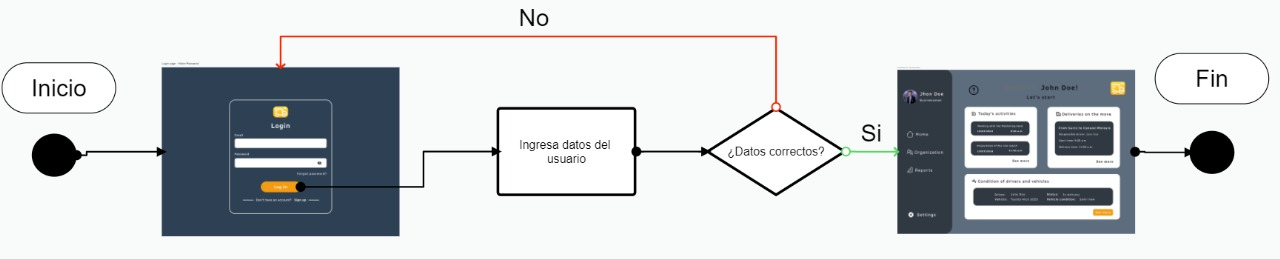 No
Inicio
Login
Email
Password
Forgot password?
Log in
Don't have an account? Sign up
Ingresa datos del
usuario
¿Datos correctos?
Si
Jhon Doe
Home
Organization
Reports
Settings
John Doe!
Let's start
Today's activities
See more
Deliveries on the move
See more
Condition of drivers and vehicles
Fin